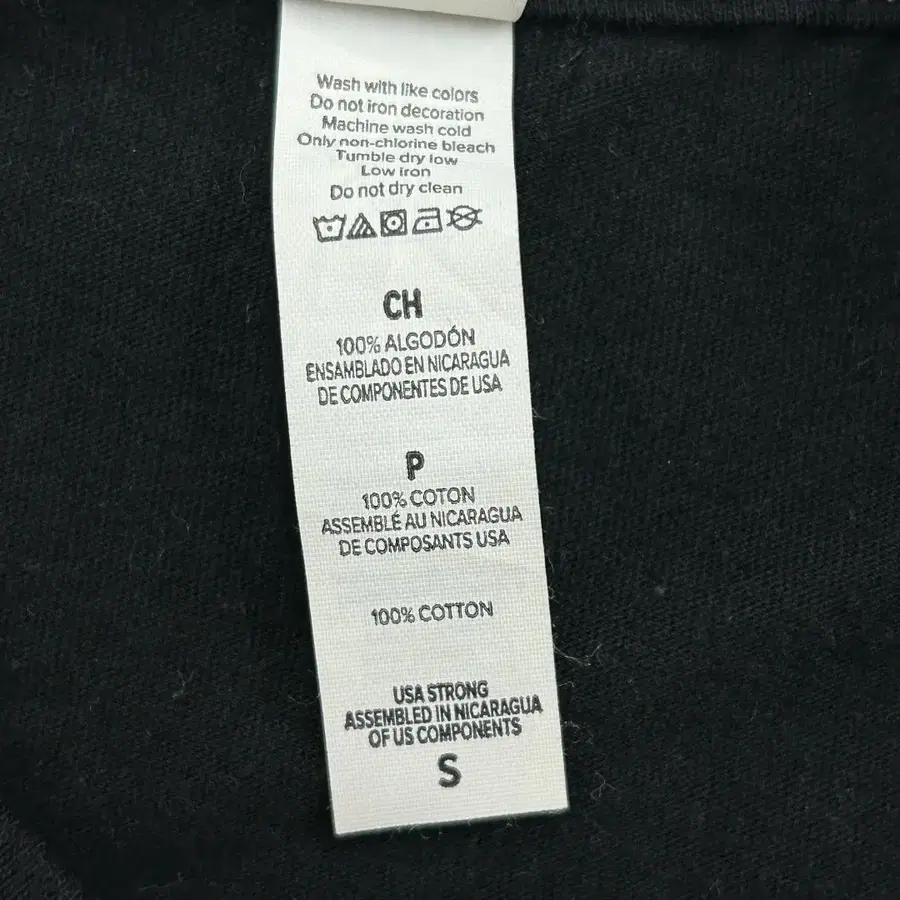 Wash with like colors
Do not iron decoration
Machine wash cold
Only non-chlorine bleach
Tumble dry low
Low iron
Do not dry clean
CH
100% ALGODÓN
ENSAMBLADO EN NICARAGUA
DE COMPONENTES DE USA
P
100% COTON
ASSEMBLÉ AU NICARAGUA
DE COMPOSANTS USA
100% COTTON
USA STRONG
ASSEMBLED IN NICARAGUA
OF US COMPONENTS
S